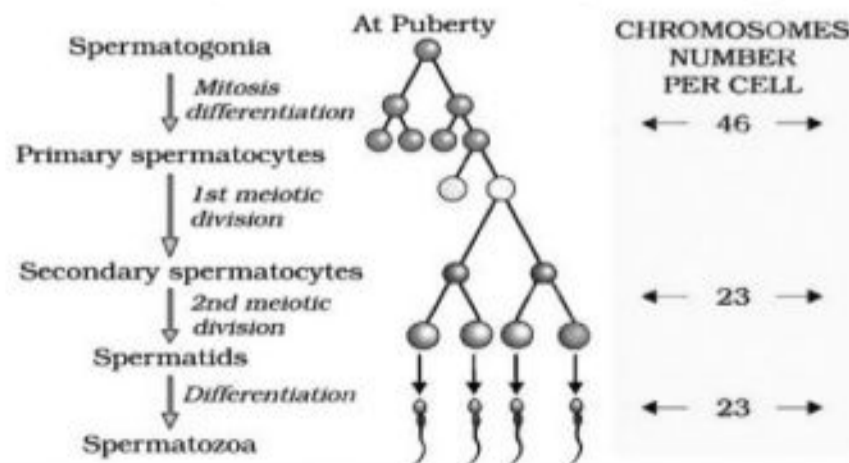 Spermatogonia
Mitosis
differentiation
Primary spermatocytes
1st meiotic
division
Secondary spermatocytes
2nd meiotic
division
Spermatids
Differentiation
Spermatozoa
At Puberty
CHROMOSOMES
NUMBER
PER CELL
46
23
23